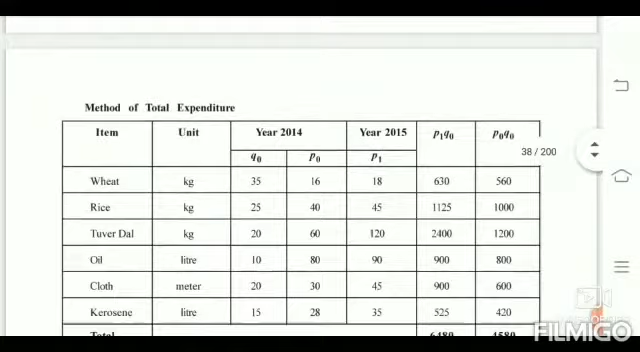 Method of Total Expenditure
Item Unit Year 2014 Year 2015 p₁q₀ p₀q₀
38 / 200
q₀ p₀ p₁
Wheat kg 35 16 18 630 560
Rice kg 25 40 45 1125 1000
Tuver Dal kg 20 60 120 2400 1200
Oil litre 10 80 90 900 800
Cloth meter 20 30 45 900 600
Kerosene litre 15 28 35 525 420
Total 6480 4580
FILMIGO